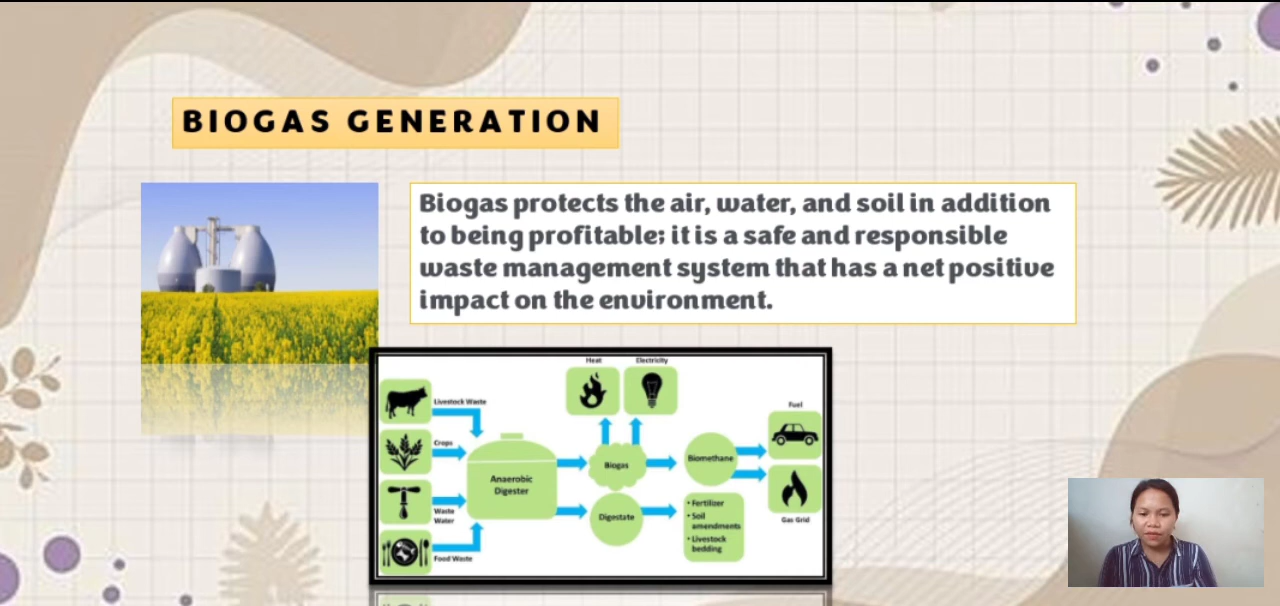 BIOGAS GENERATION
Biogas protects the air, water, and soil in addition
to being profitable; it is a safe and responsible
waste management system that has a net positive
impact on the environment.
Heat
Electricity
Livestock Waste
Crops
Waste
Water
Food Waste
Anaerobic
Digester
Biogas
Digestate
Biomethane
Fuel
Gas Grid
• Fertilizer
• Soil
amendments
• Livestock
bedding